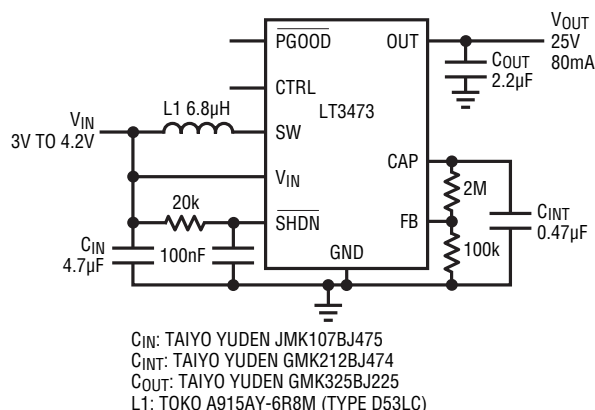 VOUT
25V
80mA
PGOOD
OUT
COUT
2.2µF
CTRL
LT3473
L1 6.8µH
VIN
3V TO 4.2V
SW
CAP
VIN
2M
20k
SHDN
FB
CINT
0.47µF
CIN
4.7µF
100nF
100k
GND
CIN: TAIYO YUDEN JMK107BJ475
CINT: TAIYO YUDEN GMK212BJ474
COUT: TAIYO YUDEN GMK325BJ225
L1: TOKO A915AY-6R8M (TYPE D53LC)